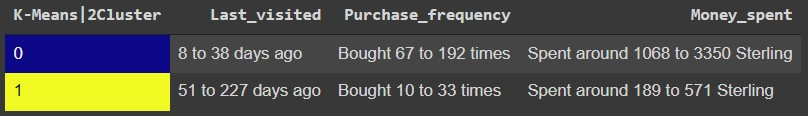 K-Means|2Cluster Last_visited Purchase_frequency Money_spent
0 8 to 38 days ago Bought 67 to 192 times Spent around 1068 to 3350 Sterling
1 51 to 227 days ago Bought 10 to 33 times Spent around 189 to 571 Sterling